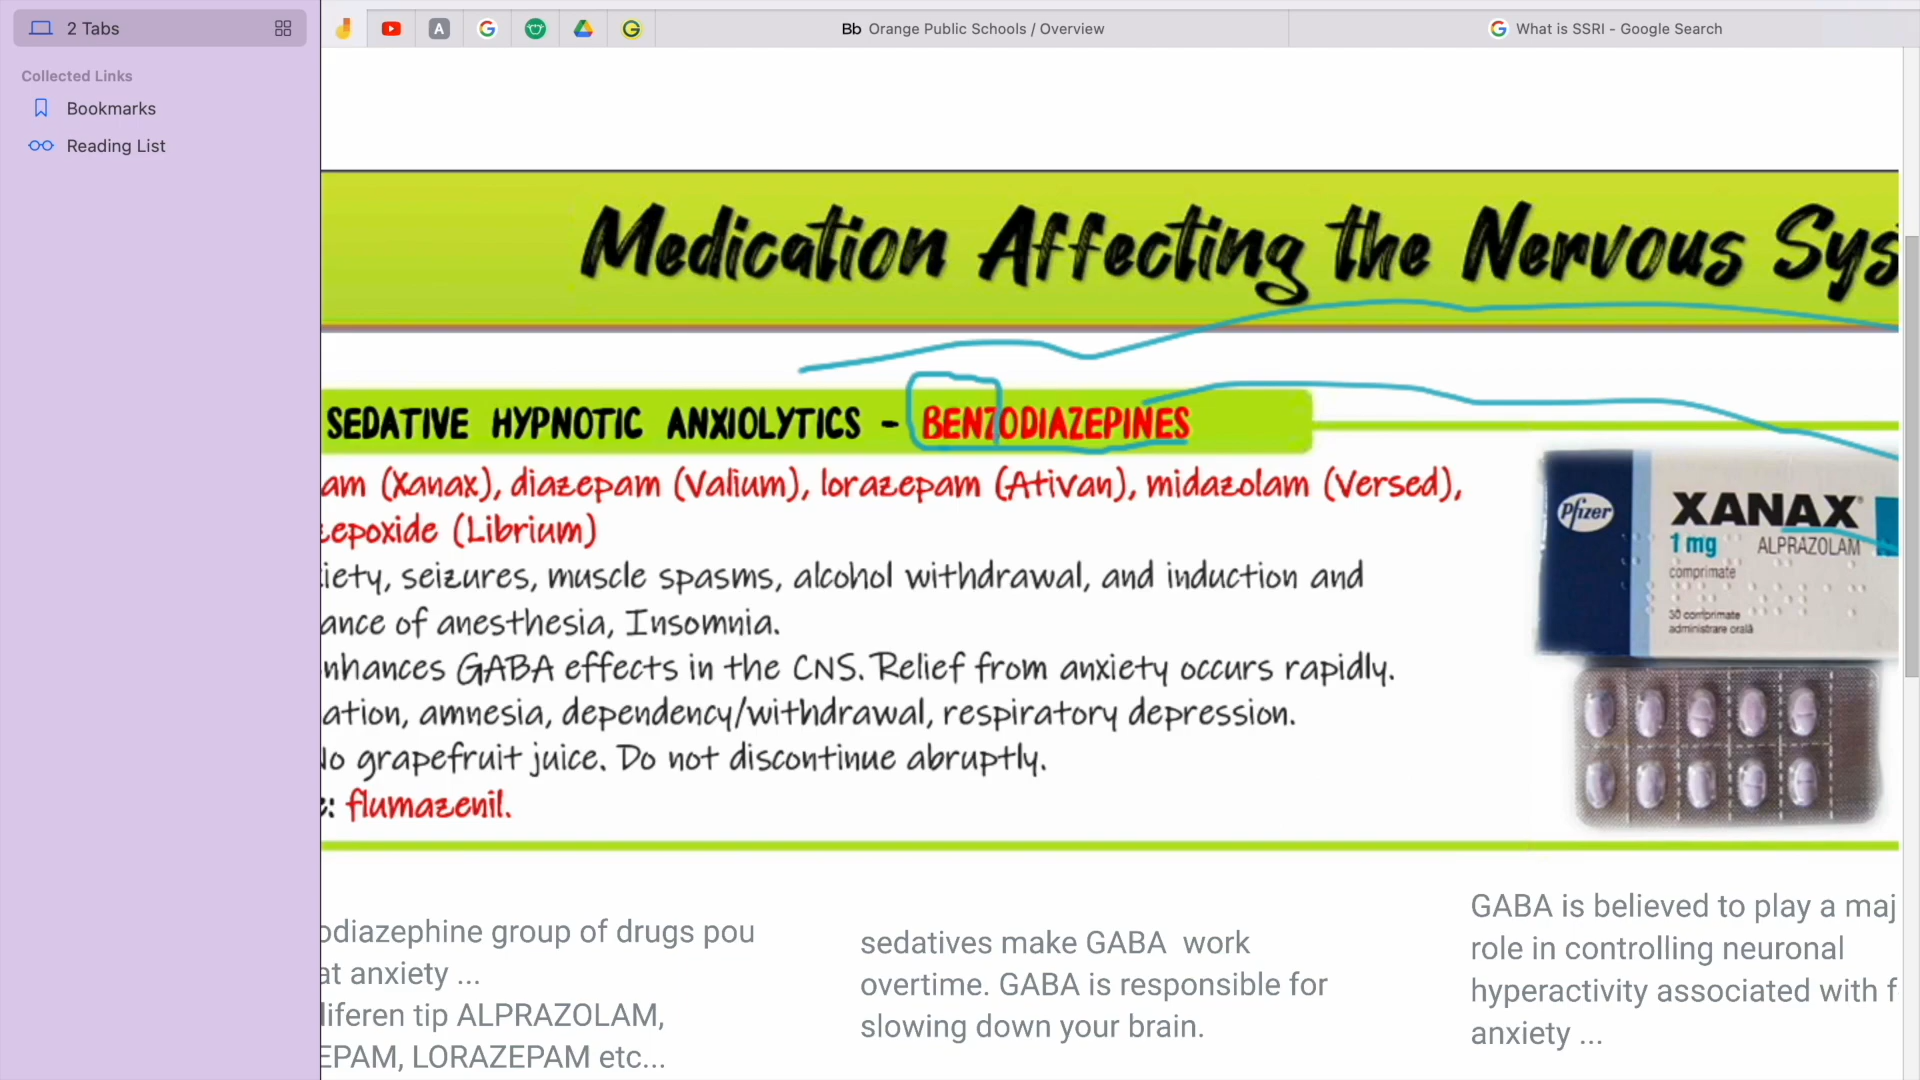 2 Tabs
Collected Links
Bookmarks
Reading List
A
G
Bb Orange Public Schools / Overview
G What is SSRI - Google Search
Medication Affecting the Nervous Sys
SEDATIVE HYPNOTIC ANXIOLYTICS - BENZODIAZEPINES
am (Xanax), diazepam (Valium), lorazepam (Ativan), midazolam (Versed),
zepoxide (Librium)
iety, seizures, muscle spasms, alcohol withdrawal, and induction and
ance of anesthesia, Insomnia.
nhances GABA effects in the CNS. Relief from anxiety occurs rapidly.
ation, amnesia, dependency/withdrawal, respiratory depression.
No grapefruit juice. Do not discontinue abruptly.
: flumazenil.
Pfizer
XANAX®
1 mg ALPRAZOLAM
comprimate
30 comprimate
administrare orală
odiazephine group of drugs pou
at anxiety ...
liferen tip ALPRAZOLAM,
EPAM, LORAZEPAM etc...
sedatives make GABA work
overtime. GABA is responsible for
slowing down your brain.
GABA is believed to play a maj
role in controlling neuronal
hyperactivity associated with f
anxiety ...